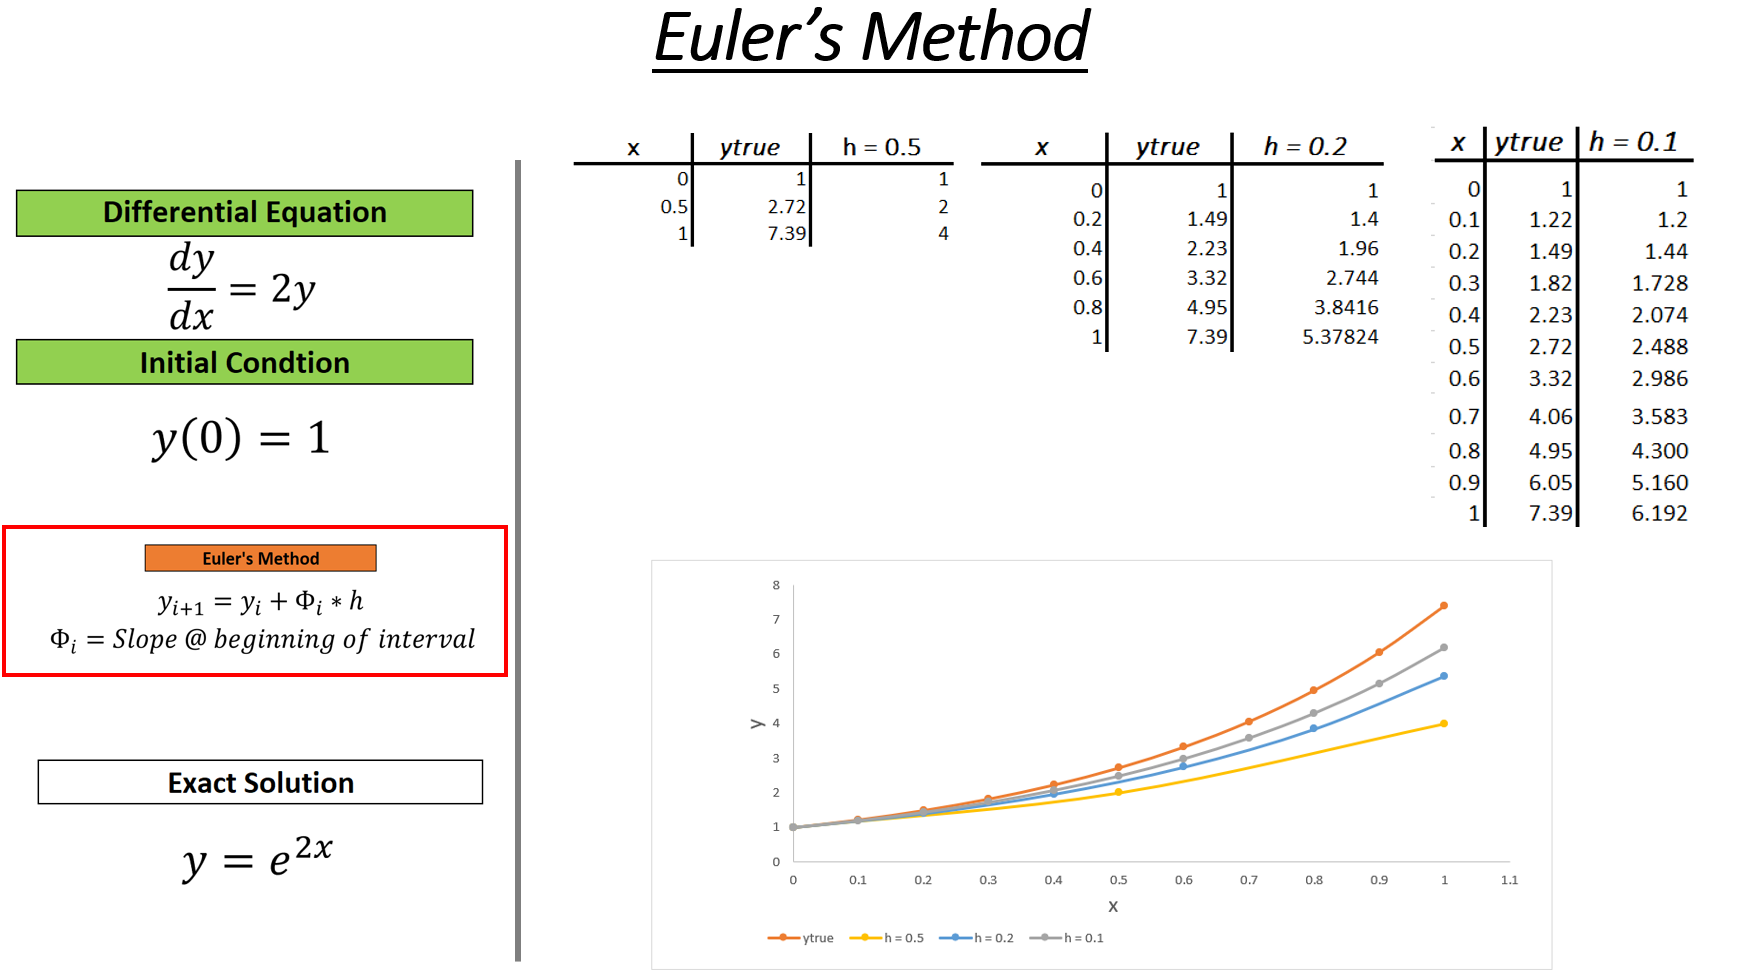 Euler's Method
Differential Equation
dy/dx = 2y
Initial Condtion
y(0) = 1
Euler's Method
y_{i+1} = y_i + Φ_i * h
Φ_i = Slope @ beginning of interval
Exact Solution
y = e^{2x}
x ytrue h = 0.5
0 1 1
0.5 2.72 2
1 7.39 4
x ytrue h = 0.2
0 1 1
0.2 1.49 1.4
0.4 2.23 1.96
0.6 3.32 2.744
0.8 4.95 3.8416
1 7.39 5.37824
x ytrue h = 0.1
0 1 1
0.1 1.22 1.2
0.2 1.49 1.44
0.3 1.82 1.728
0.4 2.23 2.074
0.5 2.72 2.488
0.6 3.32 2.986
0.7 4.06 3.583
0.8 4.95 4.300
0.9 6.05 5.160
1 7.39 6.192
8
7
6
5
y 4
3
2
1
0
0 0.1 0.2 0.3 0.4 0.5 0.6 0.7 0.8 0.9 1 1.1
x
ytrue h = 0.5 h = 0.2 h = 0.1